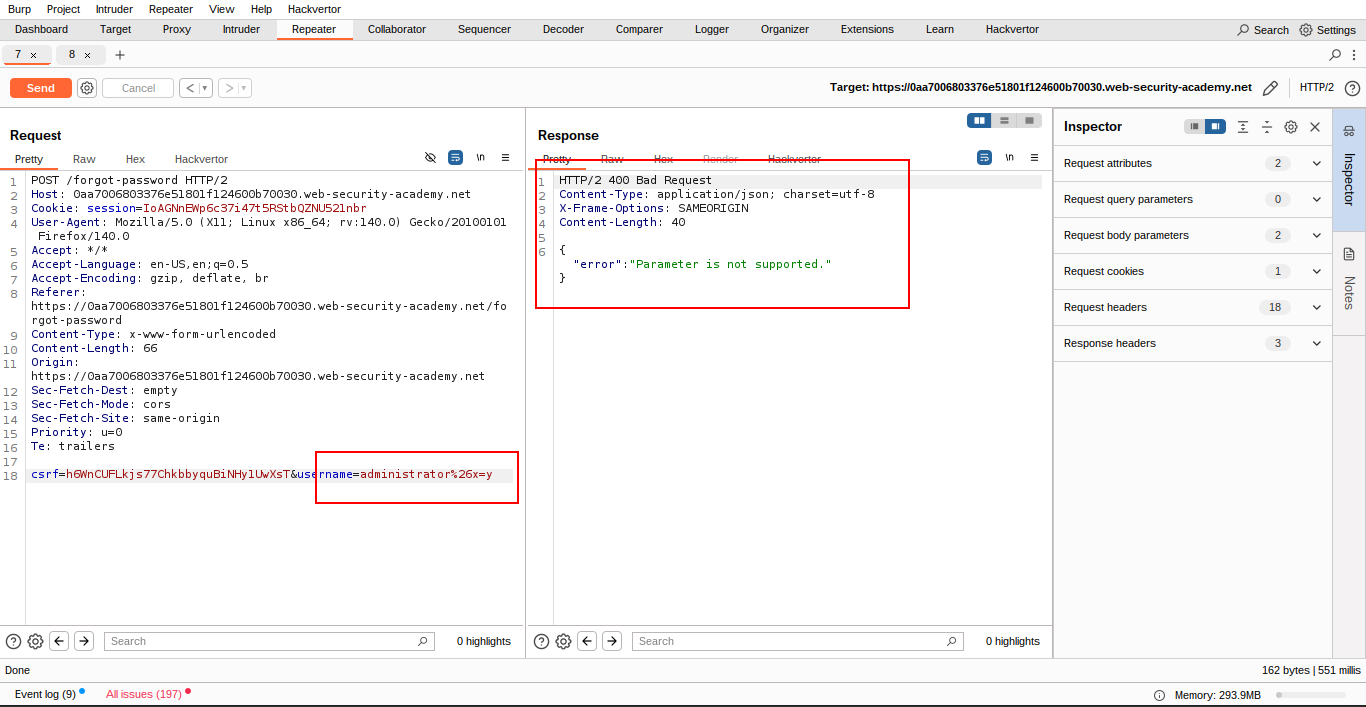 Burp Project Intruder Repeater View Help Hackvertor
Dashboard Target Proxy Intruder Repeater Collaborator Sequencer Decoder Comparer Logger Organizer Extensions Learn Hackvertor Search Settings
7 × 8 × +
Send Cancel < > Target: https://0aa7006803376e51801f124600b70030.web-security-academy.net HTTP/2
Request
Pretty Raw Hex Hackvertor \n
1 POST /forgot-password HTTP/2
2 Host: 0aa7006803376e51801f124600b70030.web-security-academy.net
3 Cookie: session=IoAGNnEWp6c37i47t5RStbQZNU521nbr
4 User-Agent: Mozilla/5.0 (X11; Linux x86_64; rv:140.0) Gecko/20100101
Firefox/140.0
5 Accept: */*
6 Accept-Language: en-US,en;q=0.5
7 Accept-Encoding: gzip, deflate, br
8 Referer:
https://0aa7006803376e51801f124600b70030.web-security-academy.net/fo
rgot-password
9 Content-Type: x-www-form-urlencoded
10 Content-Length: 66
11 Origin:
https://0aa7006803376e51801f124600b70030.web-security-academy.net
12 Sec-Fetch-Dest: empty
13 Sec-Fetch-Mode: cors
14 Sec-Fetch-Site: same-origin
15 Priority: u=0
16 Te: trailers
17
18 csrf=h6WnCUFLkjs77ChkbbyquBiNHy1UwXsT&username=administrator%26x=y
Search 0 highlights
Response
Pretty Raw Hex Render Hackvertor \n
1 HTTP/2 400 Bad Request
2 Content-Type: application/json; charset=utf-8
3 X-Frame-Options: SAMEORIGIN
4 Content-Length: 40
5
6 {
"error":"Parameter is not supported."
}
Search 0 highlights
Inspector
Request attributes 2
Request query parameters 0
Request body parameters 2
Request cookies 1
Request headers 18
Response headers 3
Inspector
Notes
Done 162 bytes | 551 millis
Event log (9) All issues (197) Memory: 293.9MB